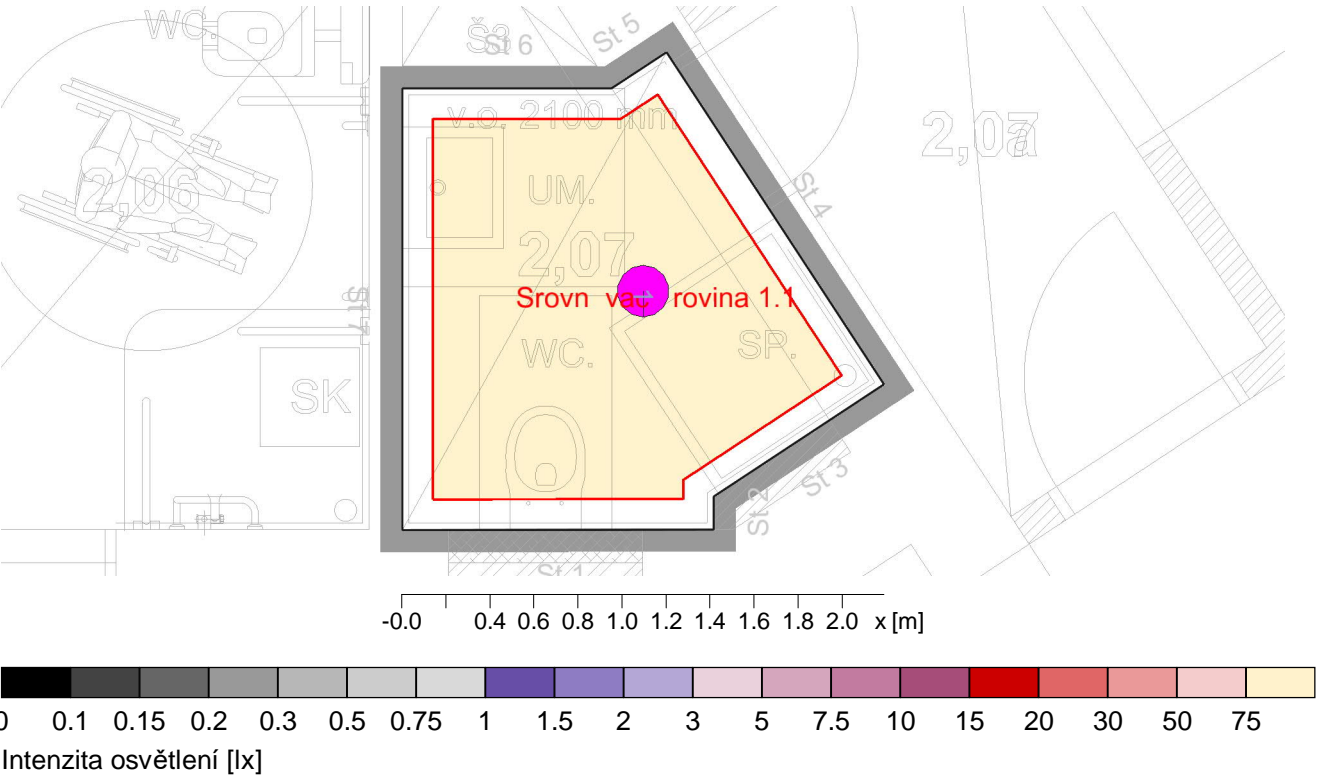 WC.
Š3
St 6
St 5
v.o. 2100 mm
2,07
a
2,06
UM.
St 4
2,07
Srovn vac rovina 1.1
1
St 7
WC.
SP.
SK
St 3
St 2
St 1
-0.0 0.4 0.6 0.8 1.0 1.2 1.4 1.6 1.8 2.0 x [m]
0 0.1 0.15 0.2 0.3 0.5 0.75 1 1.5 2 3 5 7.5 10 15 20 30 50 75
Intenzita osvětlení [lx]